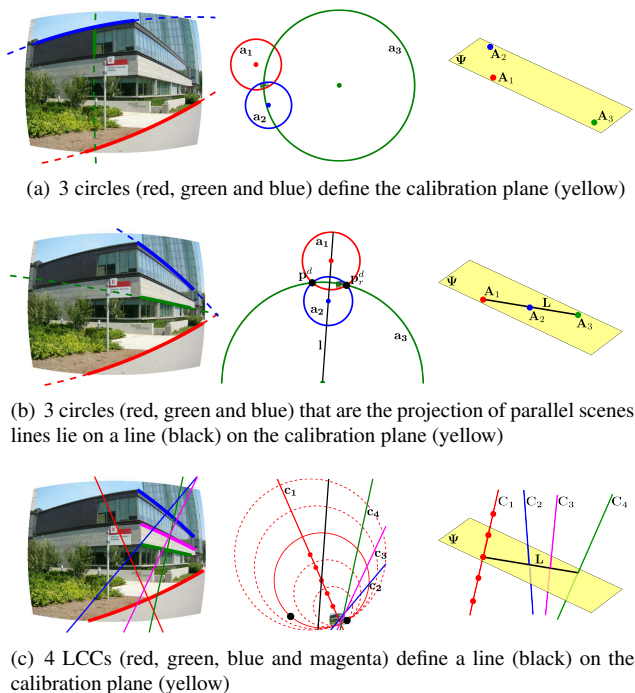 a₁
a₂
a₃
Ψ
A₂
A₁
A₃
(a) 3 circles (red, green and blue) define the calibration plane (yellow)
a₁
pᵈ
pᵣᵈ
a₂
l
a₃
Ψ
A₁
L
A₂
A₃
(b) 3 circles (red, green and blue) that are the projection of parallel scenes
lines lie on a line (black) on the calibration plane (yellow)
c₁
c₄
c₃
c₂
C₁
C₂
C₃
C₄
Ψ
L
(c) 4 LCCs (red, green, blue and magenta) define a line (black) on the
calibration plane (yellow)